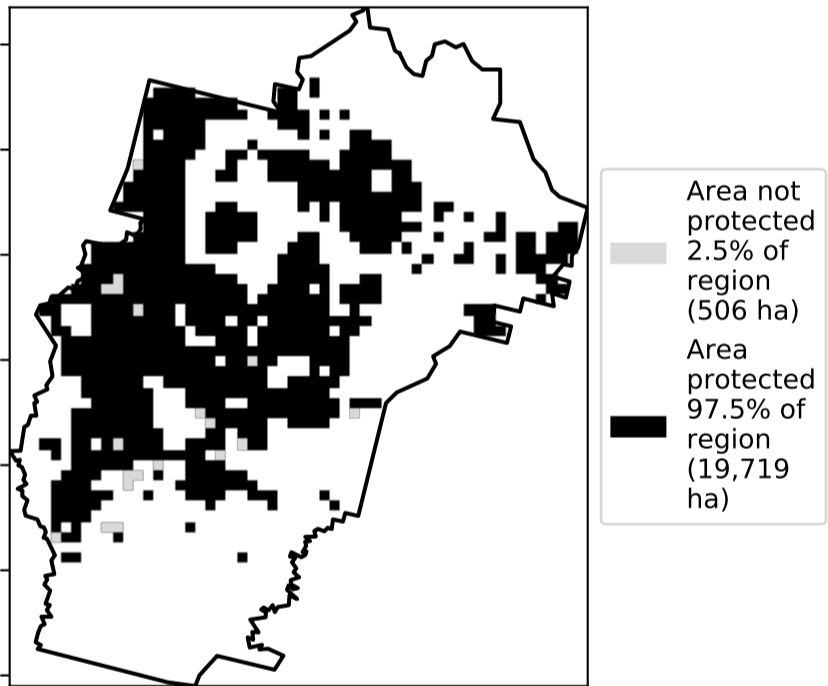 Area not
protected
2.5% of
region
(506 ha)
Area
protected
97.5% of
region
(19,719
ha)